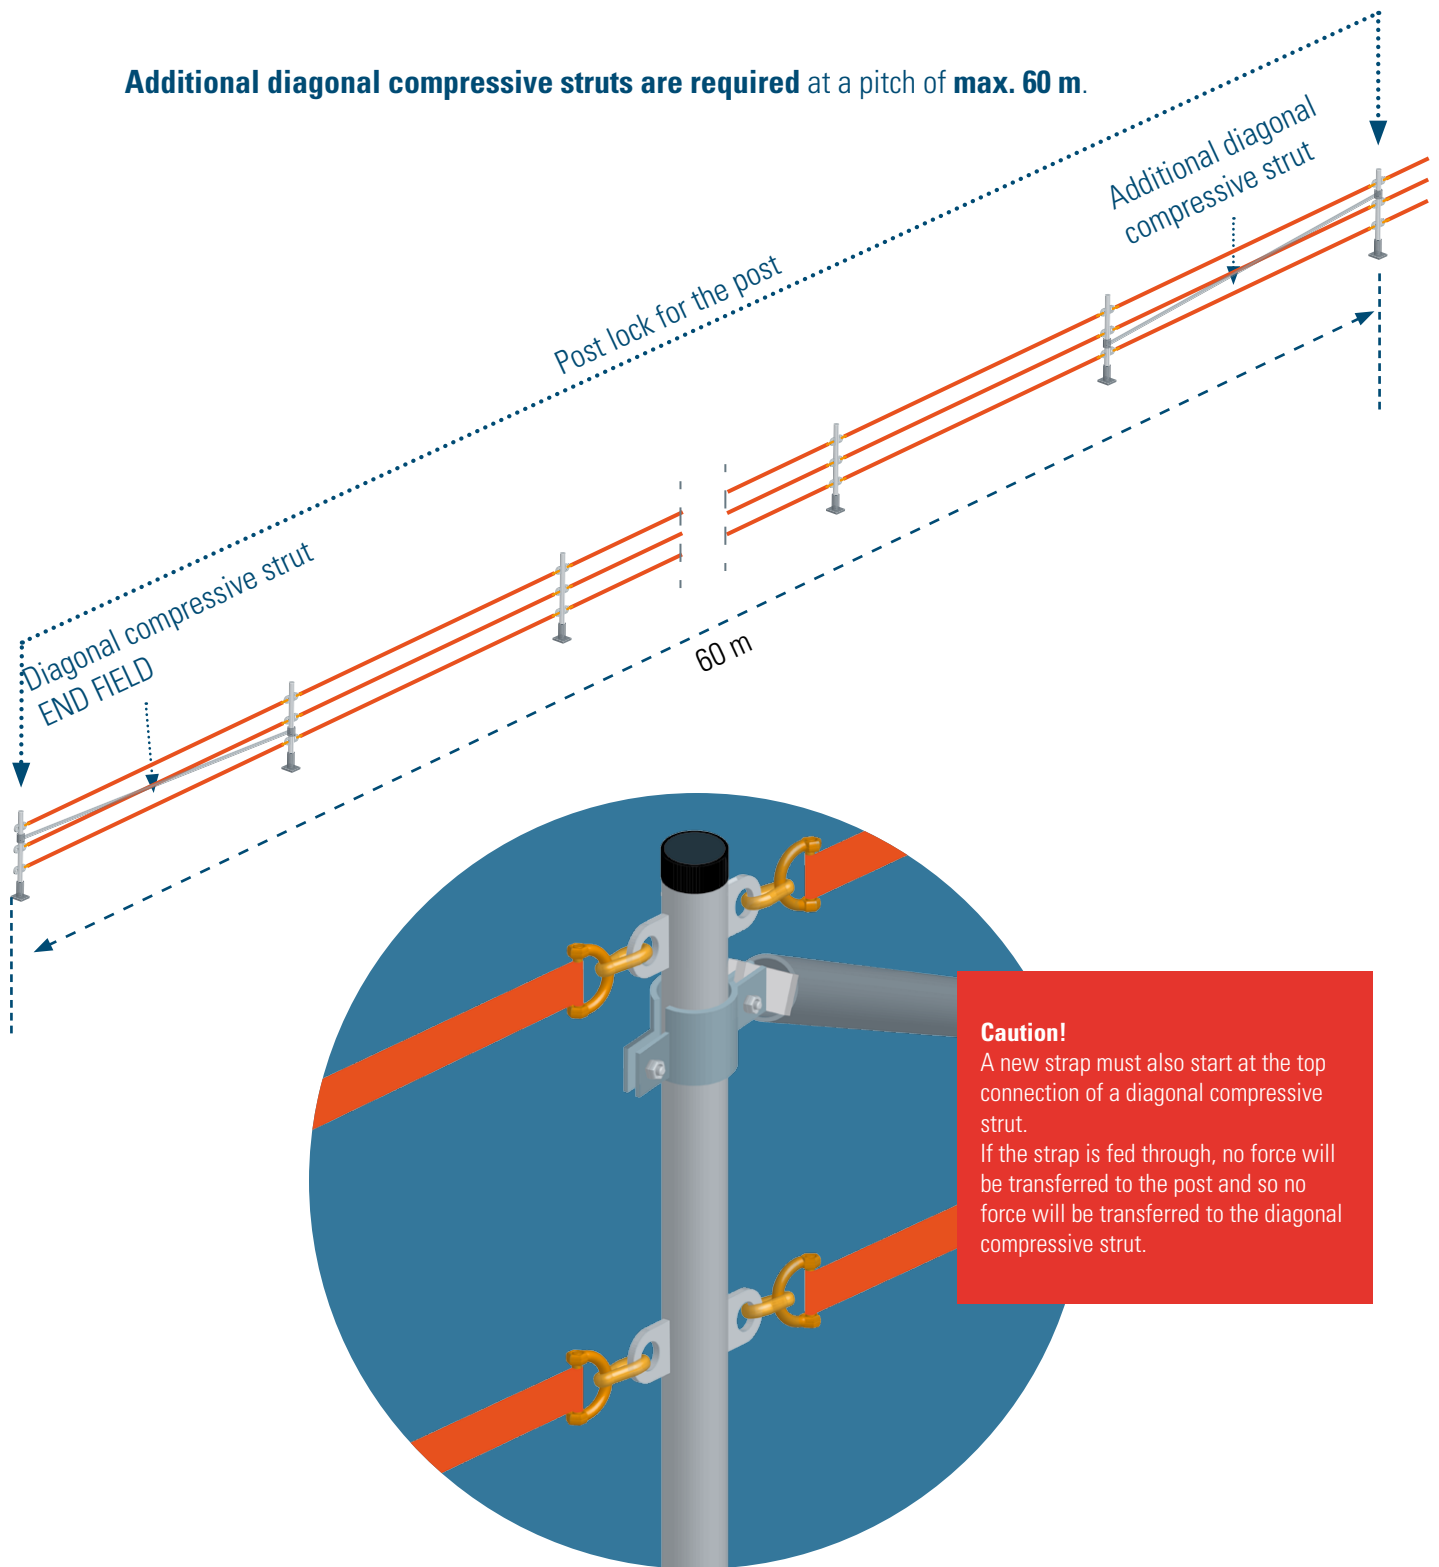 Additional diagonal compressive struts are required at a pitch of max. 60 m.
Additional diagonal
compressive strut
Post lock for the post
Diagonal compressive strut
END FIELD
60 m
Caution!
A new strap must also start at the top
connection of a diagonal compressive
strut.
If the strap is fed through, no force will
be transferred to the post and so no
force will be transferred to the diagonal
compressive strut.